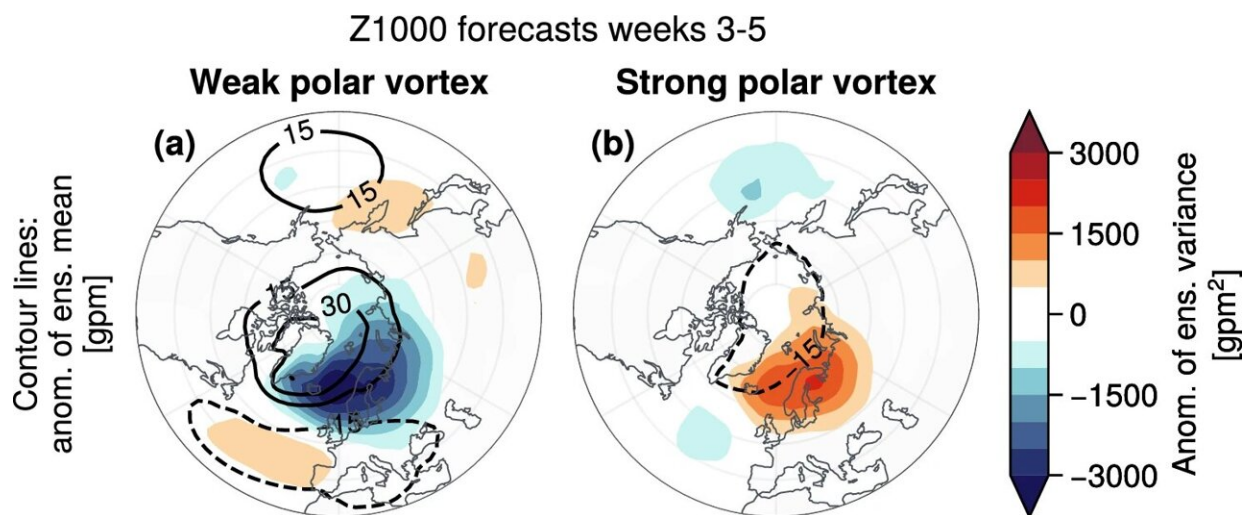 Z1000 forecasts weeks 3-5
Weak polar vortex
Strong polar vortex
(a)
(b)
Contour lines:
anom. of ens. mean
[gpm]
15
15
15
30
15
-15
3000
1500
0
−1500
−3000
Anom. of ens. variance
[gpm²]